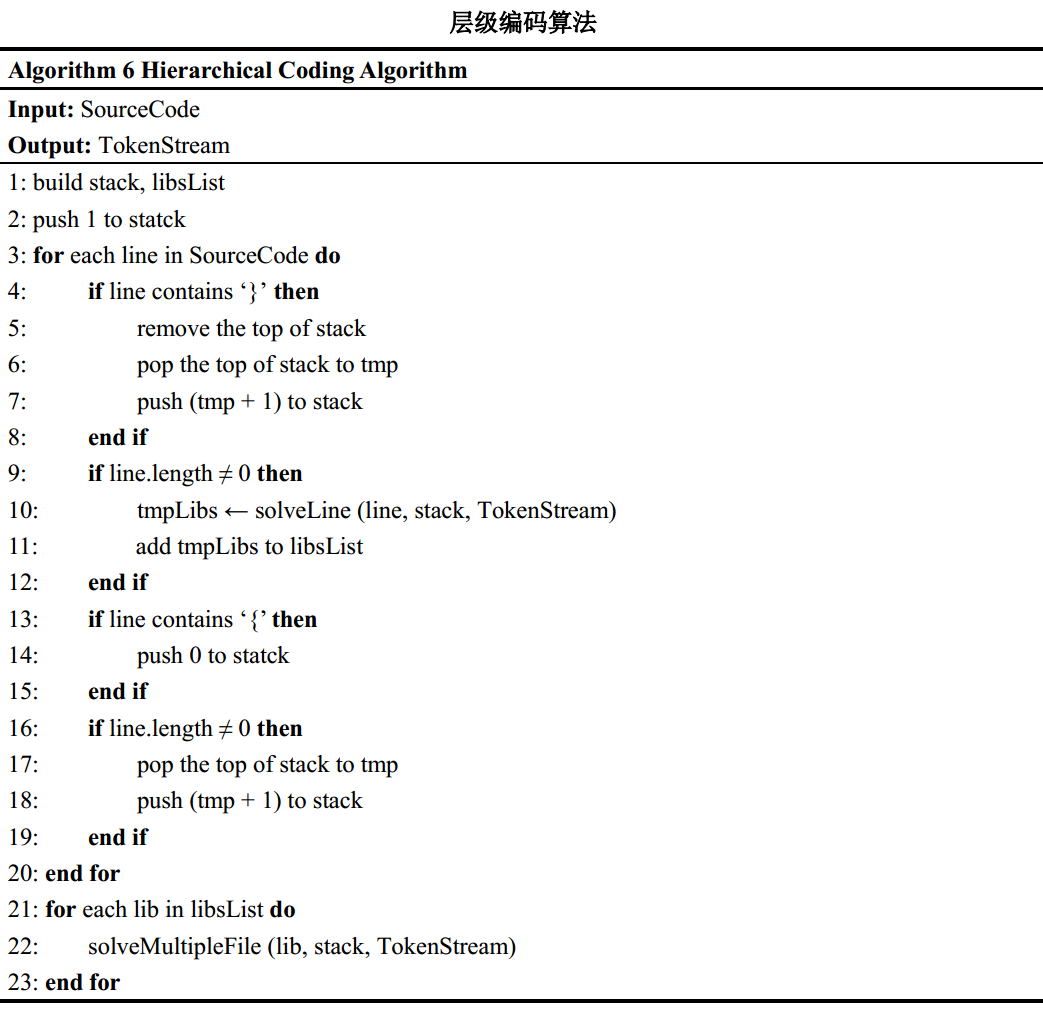 层级编码算法
Algorithm 6 Hierarchical Coding Algorithm
Input: SourceCode
Output: TokenStream
1: build stack, libsList
2: push 1 to statck
3: for each line in SourceCode do
4: if line contains ‘}’ then
5: remove the top of stack
6: pop the top of stack to tmp
7: push (tmp + 1) to stack
8: end if
9: if line.length ≠ 0 then
10: tmpLibs ← solveLine (line, stack, TokenStream)
11: add tmpLibs to libsList
12: end if
13: if line contains ‘{’ then
14: push 0 to statck
15: end if
16: if line.length ≠ 0 then
17: pop the top of stack to tmp
18: push (tmp + 1) to stack
19: end if
20: end for
21: for each lib in libsList do
22: solveMultipleFile (lib, stack, TokenStream)
23: end for